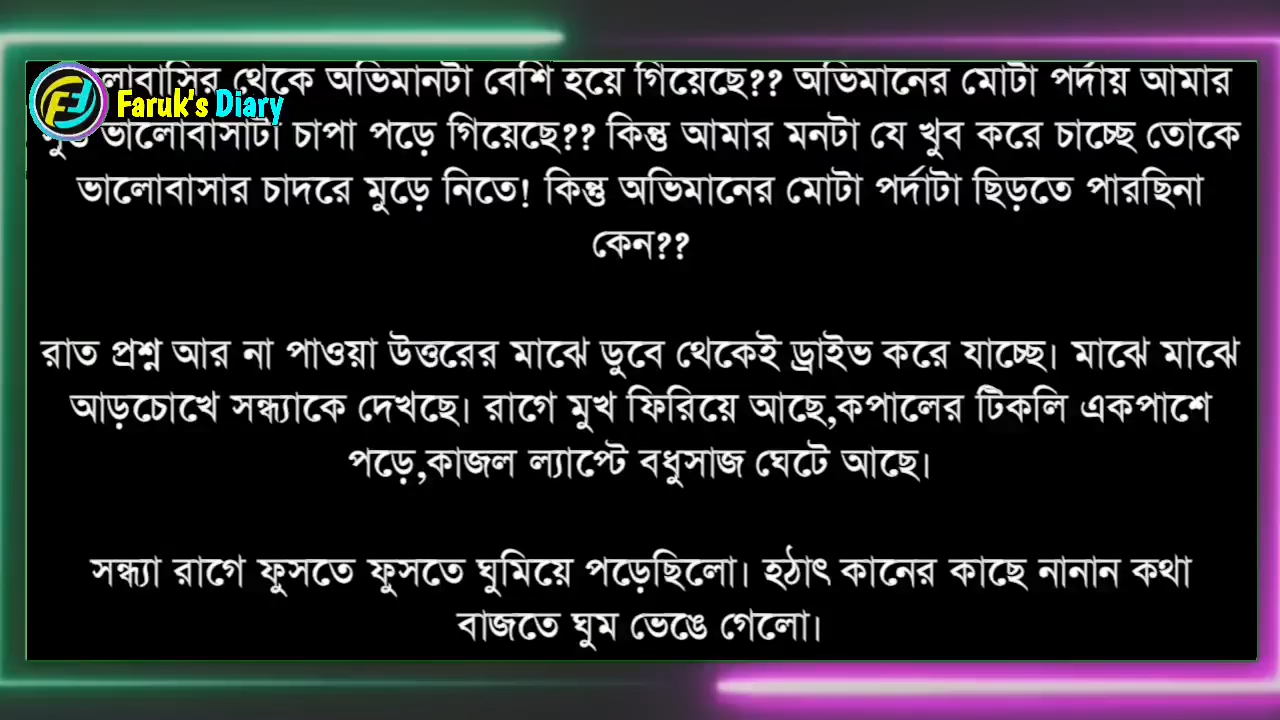 Faruk's Diary
থেকে অভিমানটা বেশি হয়ে গিয়েছে?? অভিমানের মোটা পর্দায় আমার
ভালোবাসাটা চাপা পড়ে গিয়েছে?? কিন্তু আমার মনটা যে খুব করে চাচ্ছে তোকে
ভালোবাসার চাদরে মুড়ে নিতে! কিন্তু অভিমানের মোটা পর্দাটা ছিড়তে পারছিনা
কেন??
রাত প্রশ্ন আর না পাওয়া উত্তরের মাঝে ডুবে থেকেই ড্রাইভ করে যাচ্ছে। মাঝে মাঝে
আড়চোখে সন্ধ্যাকে দেখছে। রাগে মুখ ফিরিয়ে আছে,কপালের টিকলি একপাশে
পড়ে,কাজল ল্যাপ্টে বধুসাজ ঘেটে আছে।
সন্ধ্যা রাগে ফুসতে ফুসতে ঘুমিয়ে পড়েছিলো। হঠাৎ কানের কাছে নানান কথা
বাজতে ঘুম ভেঙে গেলো।